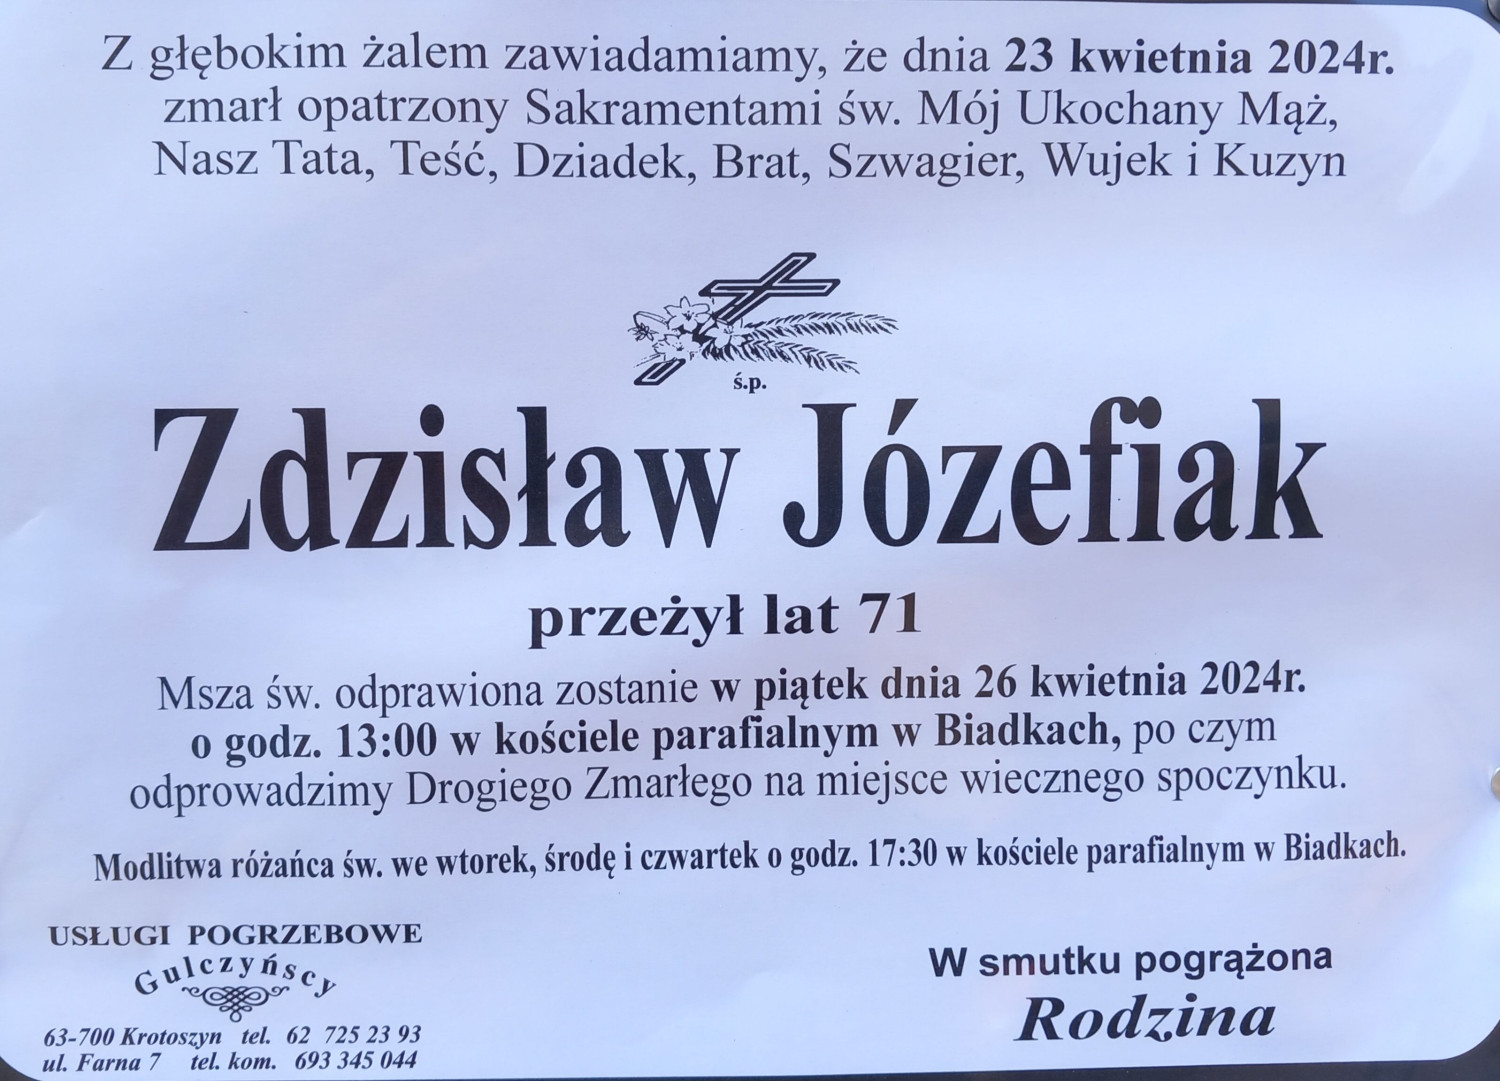 Z głębokim żalem zawiadamiamy, że dnia 23 kwietnia 2024r.
zmarł opatrzony Sakramentami św. Mój Ukochany Mąż,
Nasz Tata, Teść, Dziadek, Brat, Szwagier, Wujek i Kuzyn
ś.p.
Zdzisław Józefiak
przeżył lat 71
Msza św. odprawiona zostanie w piątek dnia 26 kwietnia 2024r.
o godz. 13:00 w kościele parafialnym w Biadkach, po czym
odprowadzimy Drogiego Zmarłego na miejsce wiecznego spoczynku.
Modlitwa różańca św. we wtorek, środę i czwartek o godz. 17:30 w kościele parafialnym w Biadkach.
USŁUGI POGRZEBOWE
Gulczyńscy
63-700 Krotoszyn tel. 62 725 23 93
ul. Farna 7 tel. kom. 693 345 044
W smutku pogrążona
Rodzina